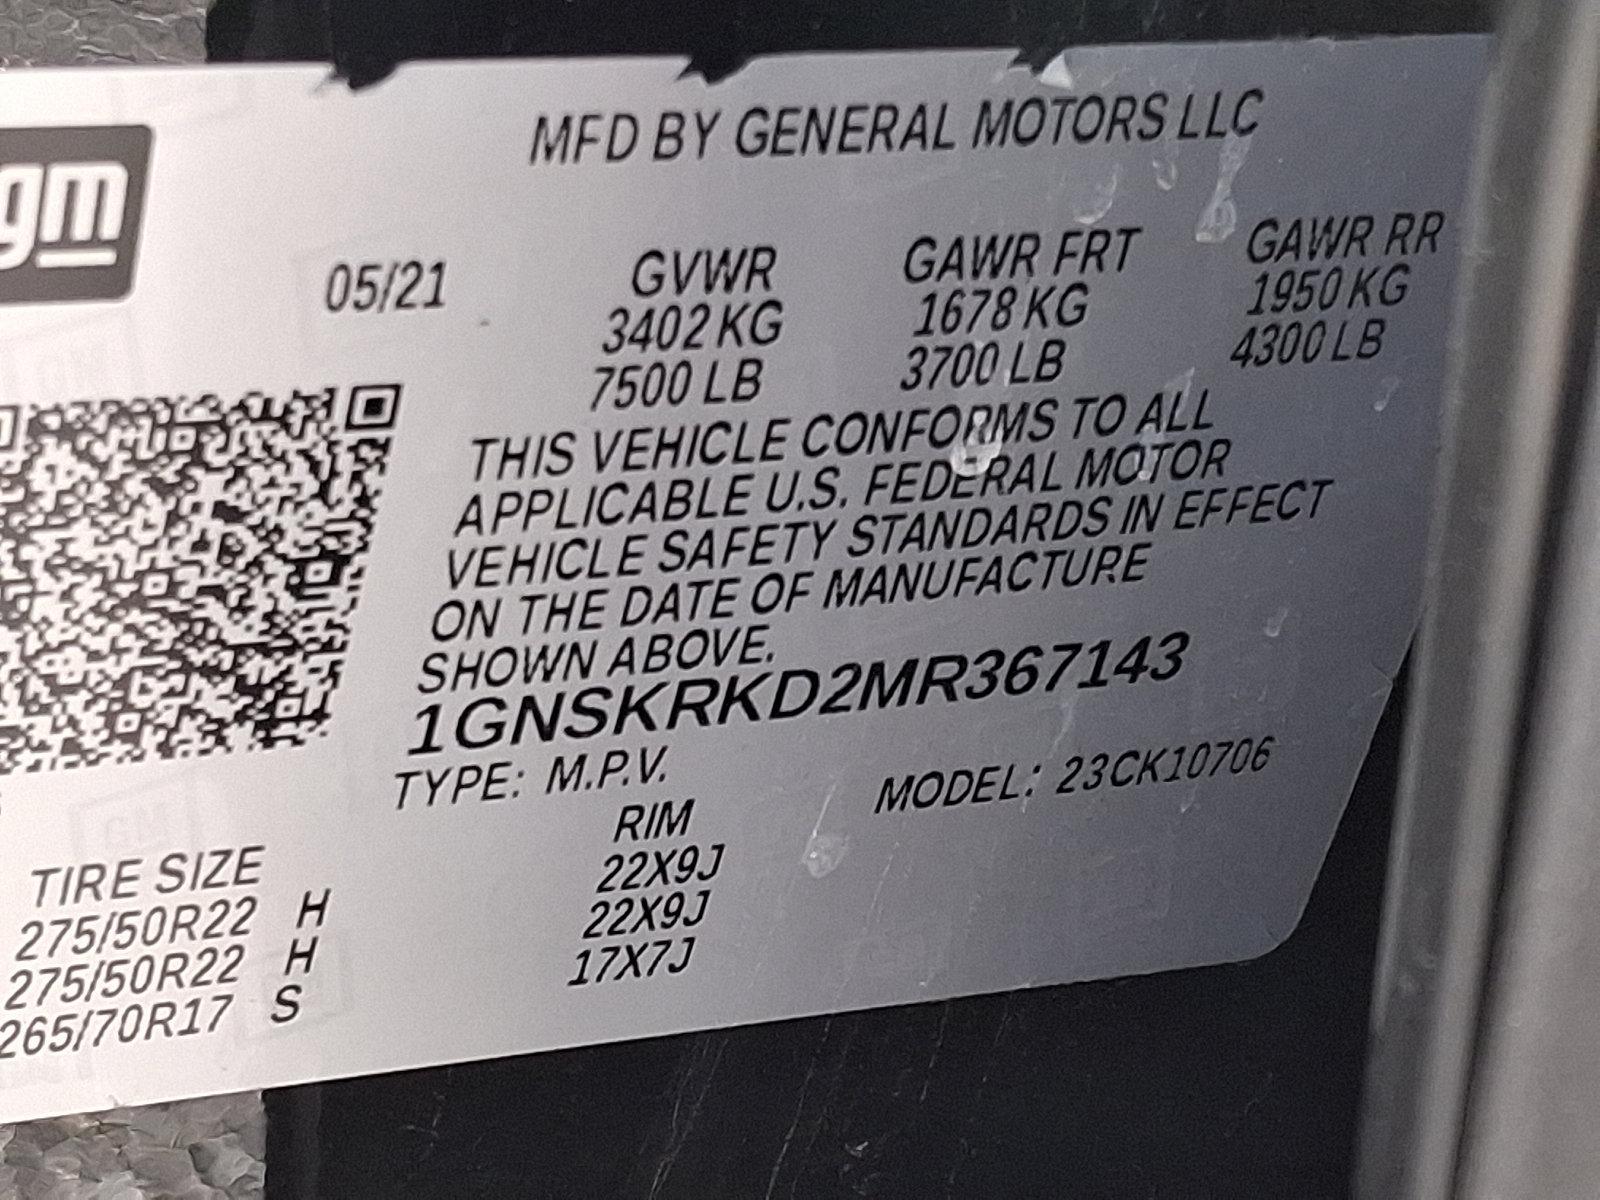 gm
MFD BY GENERAL MOTORS LLC
05/21 GVWR GAWR FRT GAWR RR
3402 KG 1678 KG 1950 KG
7500 LB 3700 LB 4300 LB
THIS VEHICLE CONFORMS TO ALL
APPLICABLE U.S. FEDERAL MOTOR
VEHICLE SAFETY STANDARDS IN EFFECT
ON THE DATE OF MANUFACTURE
SHOWN ABOVE.
1GNSKRKD2MR367143
TYPE: M.P.V. MODEL: 23CK10706
TIRE SIZE RIM
275/50R22 H 22X9J
275/50R22 H 22X9J
265/70R17 S 17X7J